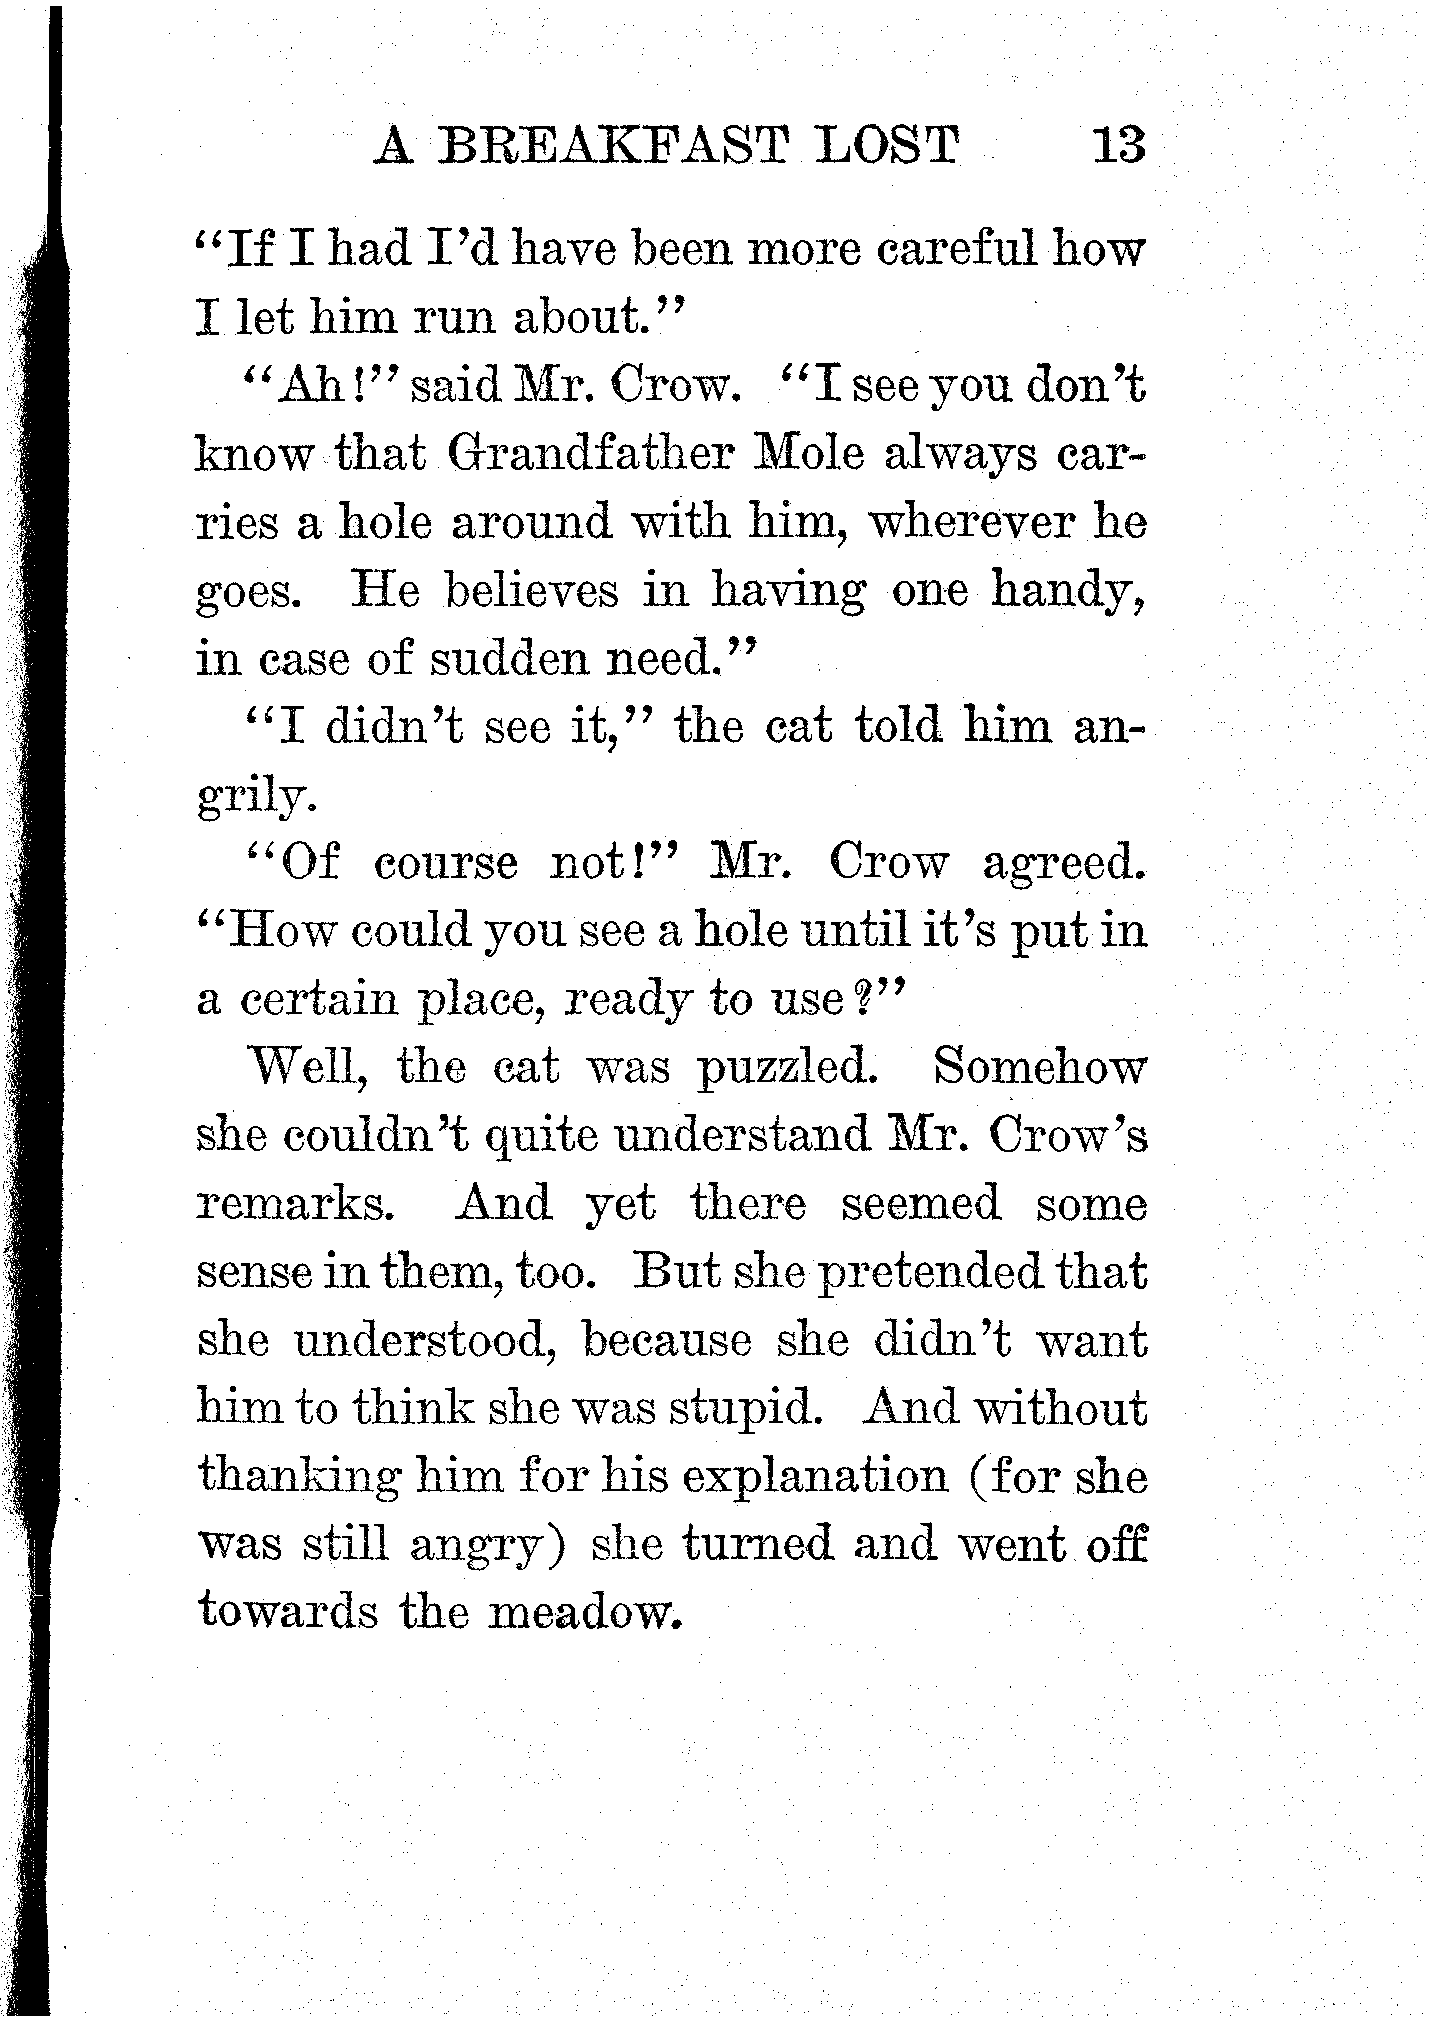 A BREAKFAST LOST 13
"If I had I'd have been more careful how
I let him run about."
"Ah!" said Mr. Crow. "I see you don't
know that Grandfather Mole always car-
ries a hole around with him, wherever he
goes. He believes in having one handy,
in case of sudden need."
"I didn't see it," the cat told him an-
grily.
"Of course not!" Mr. Crow agreed.
"How could you see a hole until it's put in
a certain place, ready to use?"
Well, the cat was puzzled. Somehow
she couldn't quite understand Mr. Crow's
remarks. And yet there seemed some
sense in them, too. But she pretended that
she understood, because she didn't want
him to think she was stupid. And without
thanking him for his explanation (for she
was still angry) she turned and went off
towards the meadow.